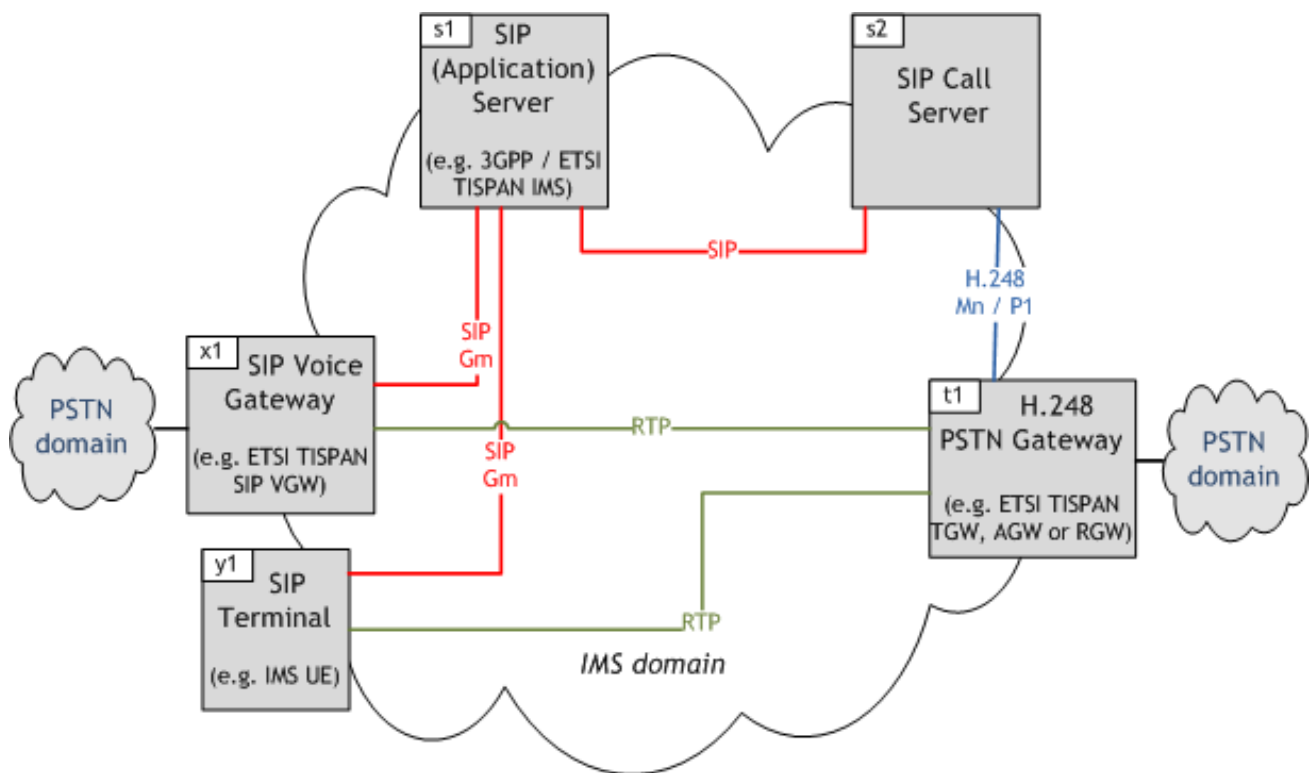 s1
SIP
(Application)
Server
(e.g. 3GPP / ETSI
TISPAN IMS)
s2
SIP Call
Server
SIP
H.248
Mn / P1
SIP
Gm
x1
SIP Voice
Gateway
(e.g. ETSI TISPAN
SIP VGW)
PSTN
domain
RTP
SIP
Gm
t1
H.248
PSTN Gateway
(e.g. ETSI TISPAN
TGW, AGW or RGW)
PSTN
domain
y1
SIP
Terminal
(e.g. IMS UE)
RTP
IMS domain